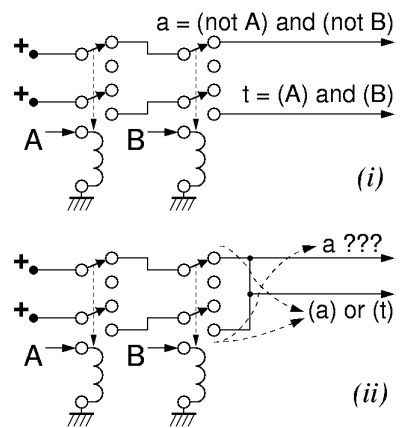 +
a = (not A) and (not B)
+
t = (A) and (B)
A
B
(i)
+
a ???
+
(a) or (t)
A
B
(ii)